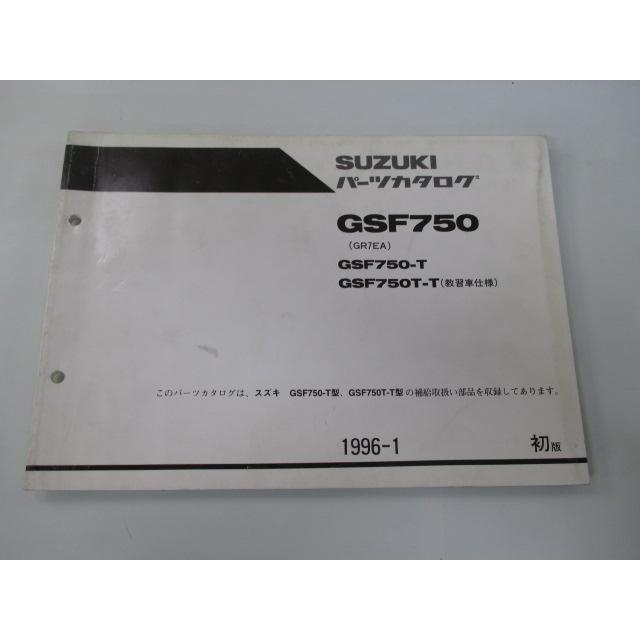 SUZUKI
パーツカタログ
GSF750
(GR7EA)
GSF750-T
GSF750T-T(教習車仕様)
このパーツカタログは、スズキ GSF750-T型、GSF750T-T型の補給取扱い部品を収録してあります。
1996-1 初版